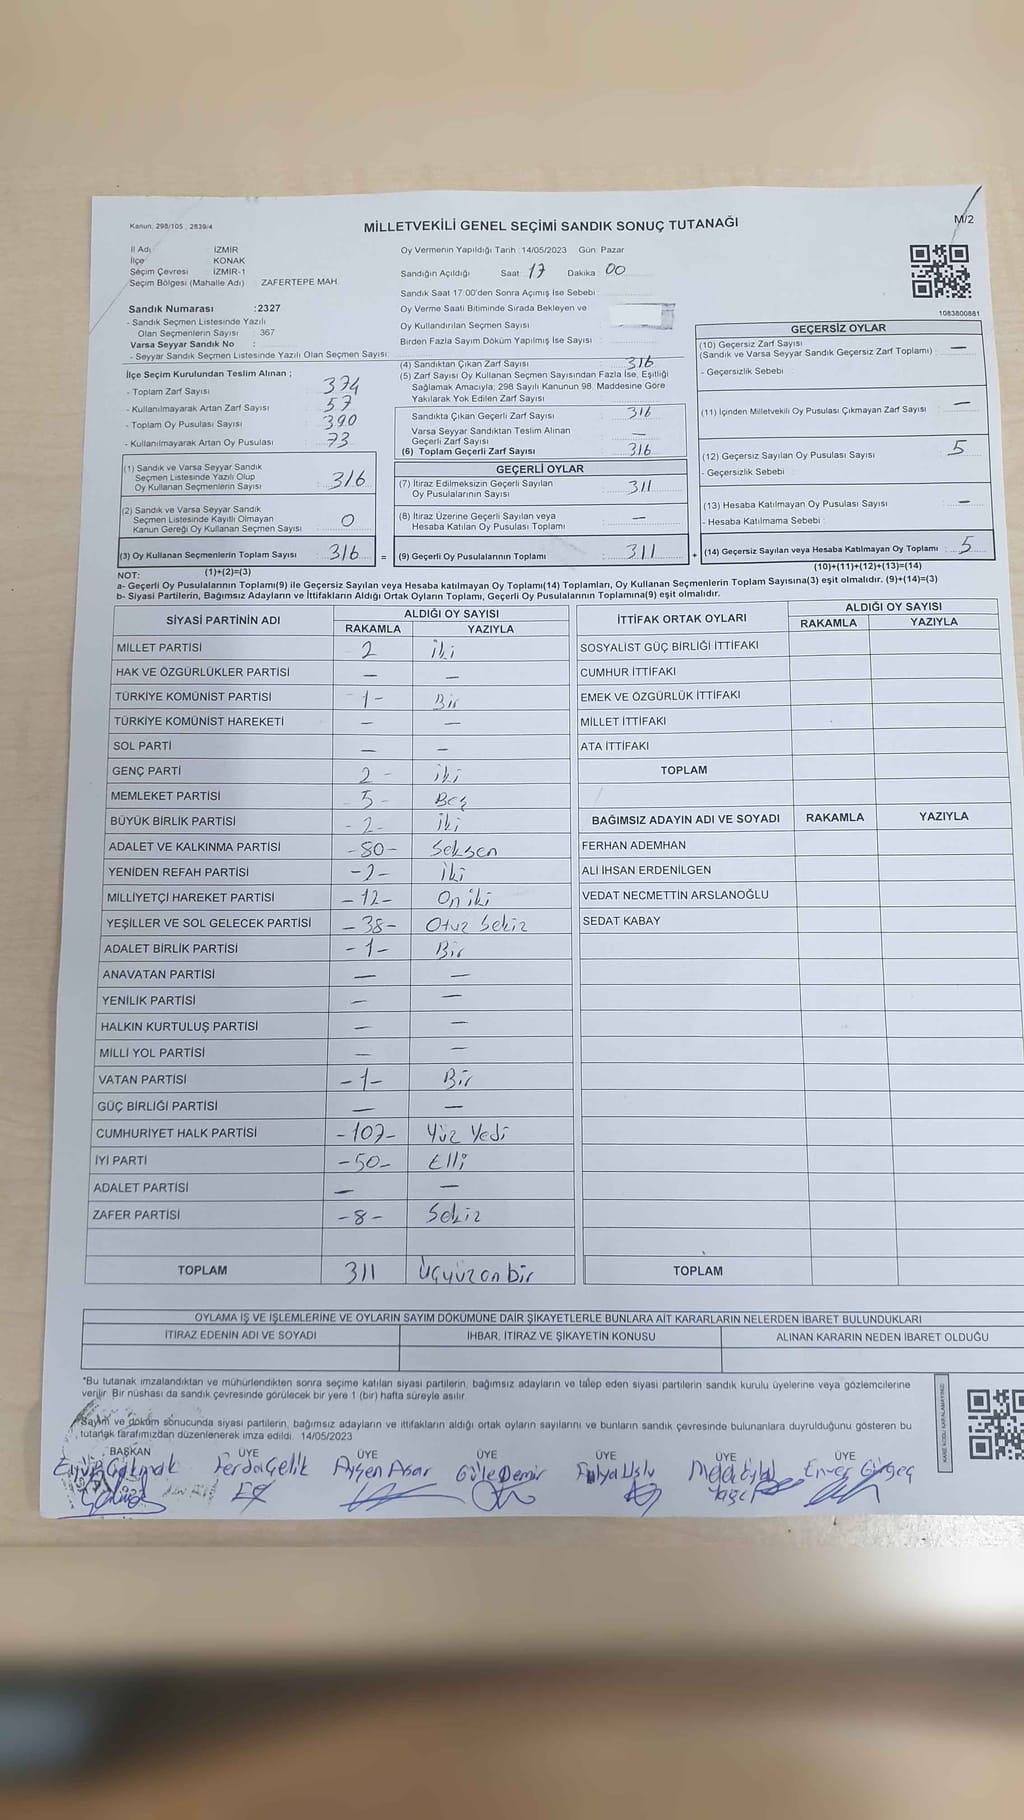 Kanun: 298/105 , 2839/4
MİLLETVEKİLİ GENEL SEÇİMİ SANDIK SONUÇ TUTANAĞI
M/2
İl Adı : İZMİR
İlçe : KONAK
Seçim Çevresi : İZMİR-1
Seçim Bölgesi (Mahalle Adı) : ZAFERTEPE MAH.
Oy Vermenin Yapıldığı Tarih :14/05/2023 Gün: Pazar
Sandığın Açıldığı Saat : 17 Dakika : 00
Sandık Saat 17:00'den Sonra Açımış İse Sebebi :
Oy Verme Saati Bitiminde Sırada Bekleyen ve
Oy Kullandırılan Seçmen Sayısı :
Birden Fazla Sayım Döküm Yapılmış İse Sayısı :
1083800881
Sandık Numarası :2327
- Sandık Seçmen Listesinde Yazılı
Olan Seçmenlerin Sayısı : 367
Varsa Seyyar Sandık No :
- Seyyar Sandık Seçmen Listesinde Yazılı Olan Seçmen Sayısı:
İlçe Seçim Kurulundan Teslim Alınan ;
- Toplam Zarf Sayısı : 374
- Kullanılmayarak Artan Zarf Sayısı : 57
- Toplam Oy Pusulası Sayısı : 390
- Kullanılmayarak Artan Oy Pusulası : 73
(1) Sandık ve Varsa Seyyar Sandık
Seçmen Listesinde Yazılı Olup
Oy Kullanan Seçmenlerin Sayısı : 316
(2) Sandık ve Varsa Seyyar Sandık
Seçmen Listesinde Kayıtlı Olmayan
Kanun Gereği Oy Kullanan Seçmen Sayısı : 0
(3) Oy Kullanan Seçmenlerin Toplam Sayısı : 316 =
(1)+(2)=(3)
(4) Sandıktan Çıkan Zarf Sayısı : 316
(5) Zarf Sayısı Oy Kullanan Seçmen Sayısından Fazla İse, Eşitliği
Sağlamak Amacıyla, 298 Sayılı Kanunun 98. Maddesine Göre
Yakılarak Yok Edilen Zarf Sayısı :
Sandıkta Çıkan Geçerli Zarf Sayısı : 316
Varsa Seyyar Sandıktan Teslim Alınan
Geçerli Zarf Sayısı : —
(6) Toplam Geçerli Zarf Sayısı : 316
GEÇERLİ OYLAR
(7) İtiraz Edilmeksizin Geçerli Sayılan
Oy Pusulalarının Sayısı : 311
(8) İtiraz Üzerine Geçerli Sayılan veya
Hesaba Katılan Oy Pusulası Toplamı : —
(9) Geçerli Oy Pusulalarının Toplamı : 311 +
GEÇERSİZ OYLAR
(10) Geçersiz Zarf Sayısı
(Sandık ve Varsa Seyyar Sandık Geçersiz Zarf Toplamı) : —
- Geçersizlik Sebebi :
(11) İçinden Milletvekili Oy Pusulası Çıkmayan Zarf Sayısı : —
(12) Geçersiz Sayılan Oy Pusulası Sayısı : 5
- Geçersizlik Sebebi :
(13) Hesaba Katılmayan Oy Pusulası Sayısı : —
- Hesaba Katılmama Sebebi :
(14) Geçersiz Sayılan veya Hesaba Katılmayan Oy Toplamı : 5
(10)+(11)+(12)+(13)=(14)
NOT:
a- Geçerli Oy Pusulalarının Toplamı(9) ile Geçersiz Sayılan veya Hesaba katılmayan Oy Toplamı(14) Toplamları, Oy Kullanan Seçmenlerin Toplam Sayısına(3) eşit olmalıdır. (9)+(14)=(3)
b- Siyasi Partilerin, Bağımsız Adayların ve İttifakların Aldığı Oyların Toplamı, Geçerli Oy Pusulalarının Toplamına(9) eşit olmalıdır.
SİYASİ PARTİNİN ADI ALDIĞI OY SAYISI
RAKAMLA YAZIYLA
MİLLET PARTİSİ 2 iki
HAK VE ÖZGÜRLÜKLER PARTİSİ — —
TÜRKİYE KOMÜNİST PARTİSİ -1- Bir
TÜRKİYE KOMÜNİST HAREKETİ — —
SOL PARTİ — —
GENÇ PARTİ 2 - iki
MEMLEKET PARTİSİ 5- Beş
BÜYÜK BİRLİK PARTİSİ -2- iki
ADALET VE KALKINMA PARTİSİ -80- Seksen
YENİDEN REFAH PARTİSİ -2- iki
MİLLİYETÇİ HAREKET PARTİSİ -12- On iki
YEŞİLLER VE SOL GELECEK PARTİSİ -38- Otuz Sekiz
ADALET BİRLİK PARTİSİ -1- Bir
ANAVATAN PARTİSİ — —
YENİLİK PARTİSİ — —
HALKIN KURTULUŞ PARTİSİ — —
MİLLİ YOL PARTİSİ — —
VATAN PARTİSİ -1- Bir
GÜÇ BİRLİĞİ PARTİSİ — —
CUMHURİYET HALK PARTİSİ -107- Yüz Yedi
İYİ PARTİ -50- Elli
ADALET PARTİSİ — —
ZAFER PARTİSİ -8- Sekiz
TOPLAM 311 Üçyüz on bir
İTTİFAK ORTAK OYLARI ALDIĞI OY SAYISI
RAKAMLA YAZIYLA
SOSYALİST GÜÇ BİRLİĞİ İTTİFAKI
CUMHUR İTTİFAKI
EMEK VE ÖZGÜRLÜK İTTİFAKI
MİLLET İTTİFAKI
ATA İTTİFAKI
TOPLAM
BAĞIMSIZ ADAYIN ADI VE SOYADI RAKAMLA YAZIYLA
FERHAN ADEMHAN
ALİ İHSAN ERDENİLGEN
VEDAT NECMETTİN ARSLANOĞLU
SEDAT KABAY
TOPLAM
OYLAMA İŞ VE İŞLEMLERİNE VE OYLARIN SAYIM DÖKÜMÜNE DAİR ŞİKAYETLERLE BUNLARA AİT KARARLARIN NELERDEN İBARET BULUNDUKLARI
İTİRAZ EDENİN ADI VE SOYADI İHBAR, İTİRAZ VE ŞİKAYETİN KONUSU ALINAN KARARIN NEDEN İBARET OLDUĞU
*Bu tutanak imzalandıktan ve mühürlendikten sonra seçime katılan siyasi partilerin, bağımsız adayların ve talep eden siyasi partilerin sandık kurulu üyelerine veya gözlemcilerine
verilir. Bir nüshası da sandık çevresinde görülecek bir yere 1 (bir) hafta süreyle asılır.
Sayım ve döküm sonucunda siyasi partilerin, bağımsız adayların ve ittifakların aldığı ortak oyların sayılarını ve bunların sandık çevresinde bulunanlara duyrulduğunu gösteren bu
tutanak tarafımızdan düzenlenerek imza edildi. 14/05/2023
BAŞKAN ÜYE ÜYE ÜYE ÜYE ÜYE ÜYE
Ferda Çelik Ayşen Acar Güle Demir Fulya Uslu Enver Girgeç